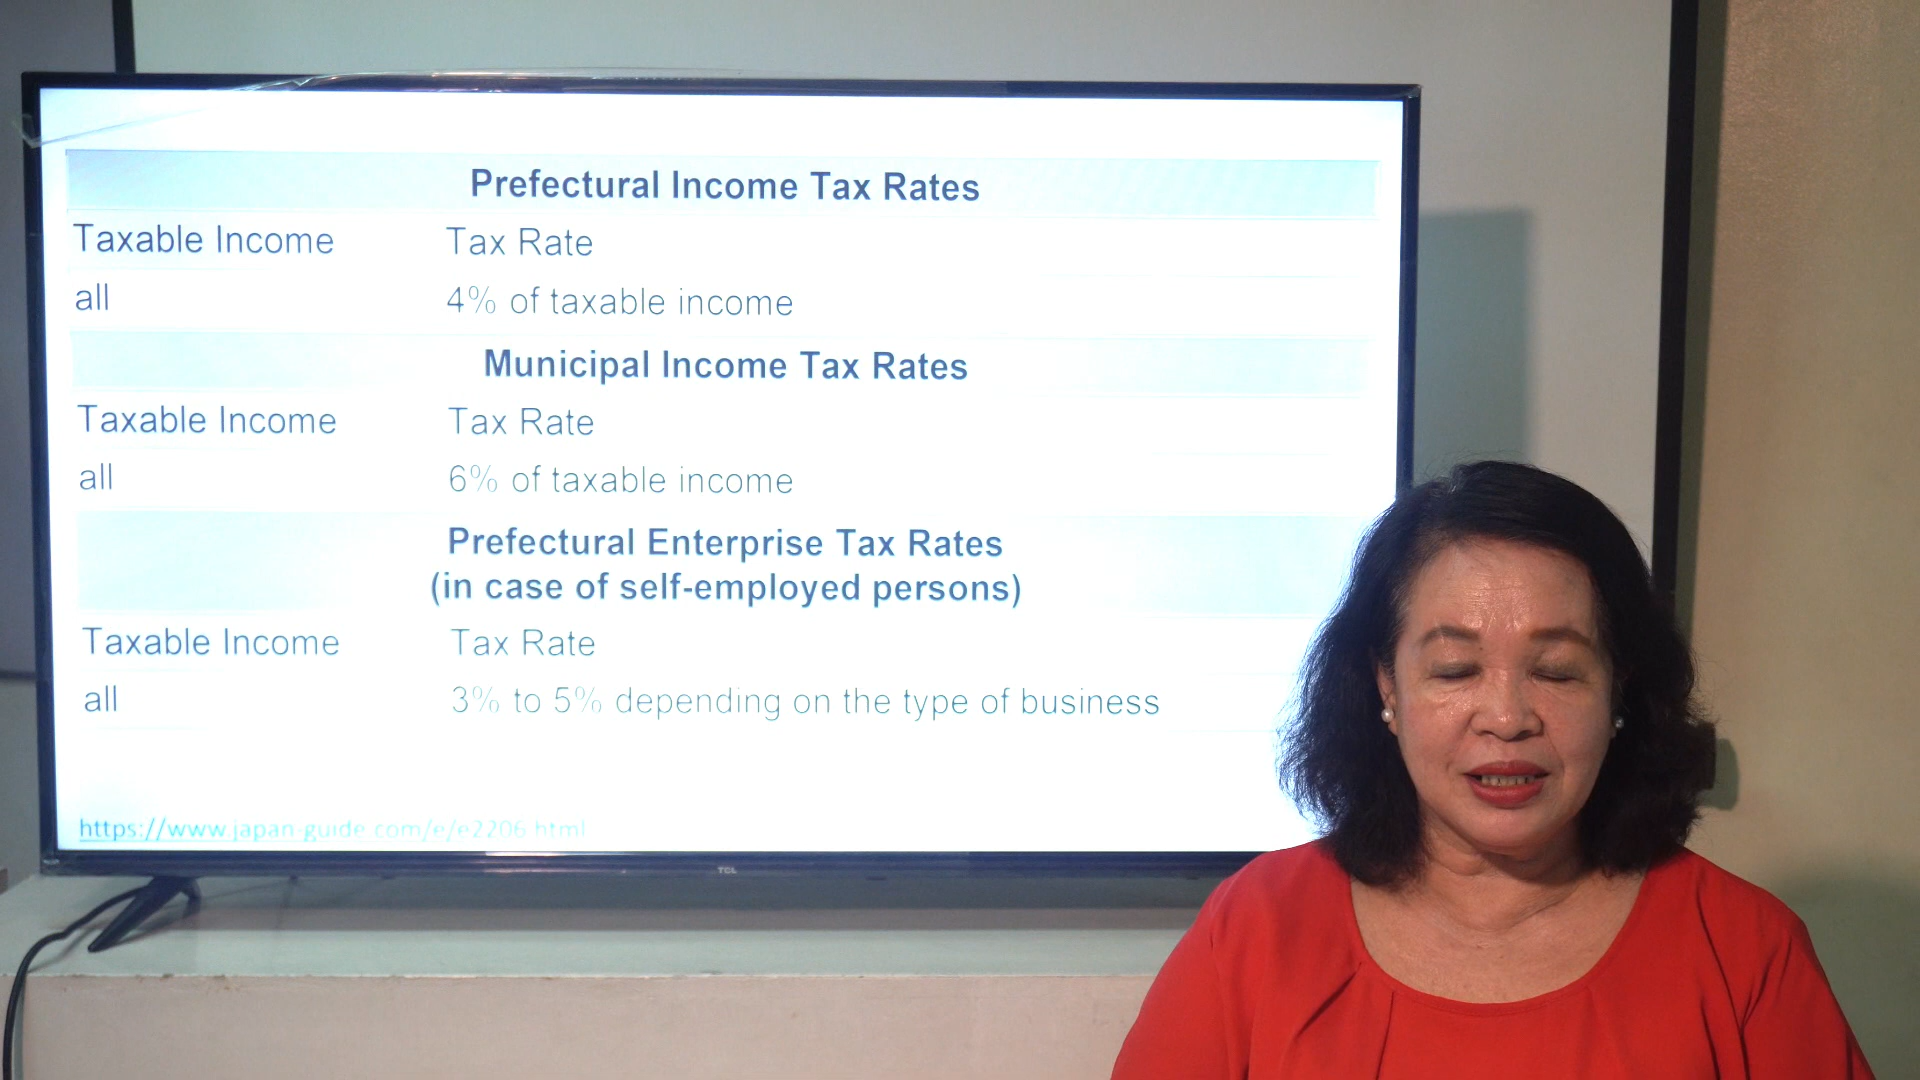 Prefectural Income Tax Rates
Taxable Income Tax Rate
all 4% of taxable income
Municipal Income Tax Rates
Taxable Income Tax Rate
all 6% of taxable income
Prefectural Enterprise Tax Rates
(in case of self-employed persons)
Taxable Income Tax Rate
all 3% to 5% depending on the type of business
https://www.japan-guide.com/e/e2206.html
TCL